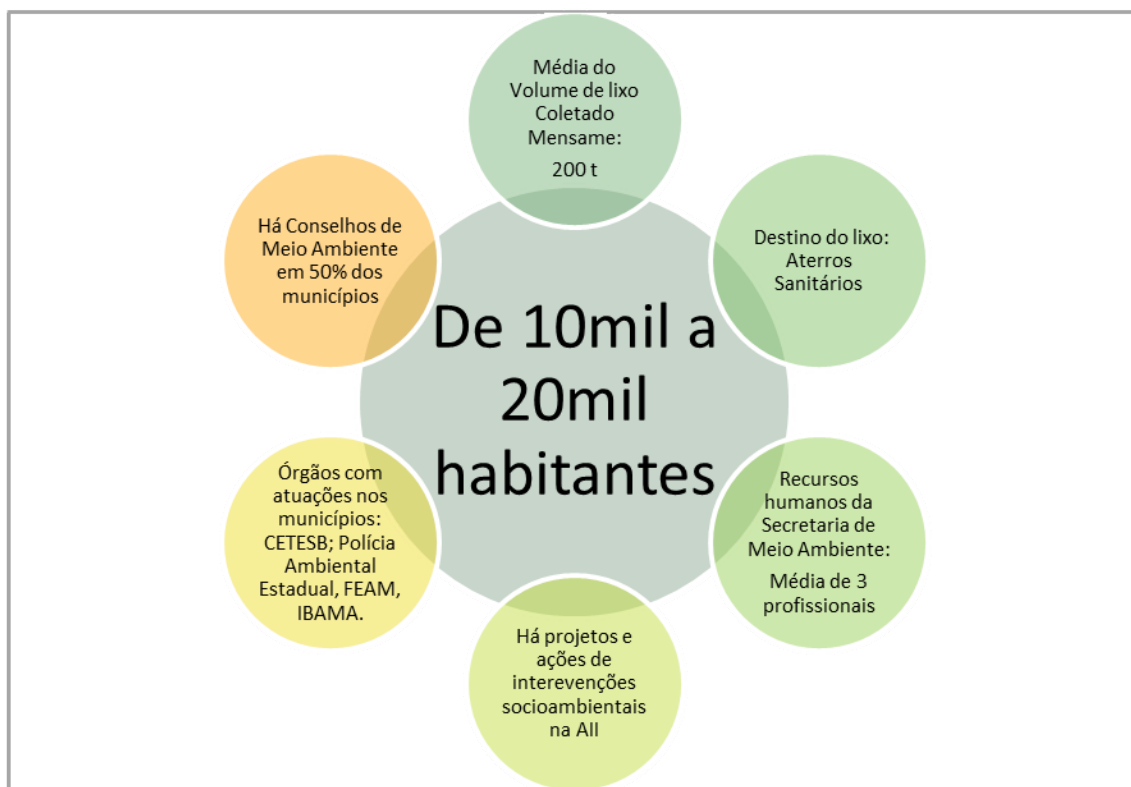 Média do
Volume de lixo
Coletado
Mensame:
200 t
Destino do lixo:
Aterros
Sanitários
Recursos
humanos da
Secretaria de
Meio Ambiente:
Média de 3
profissionais
Há projetos e
ações de
interevenções
socioambientais
na AII
Órgãos com
atuações nos
municípios:
CETESB; Polícia
Ambiental
Estadual, FEAM,
IBAMA.
Há Conselhos de
Meio Ambiente
em 50% dos
municípios
De 10mil a
20mil
habitantes